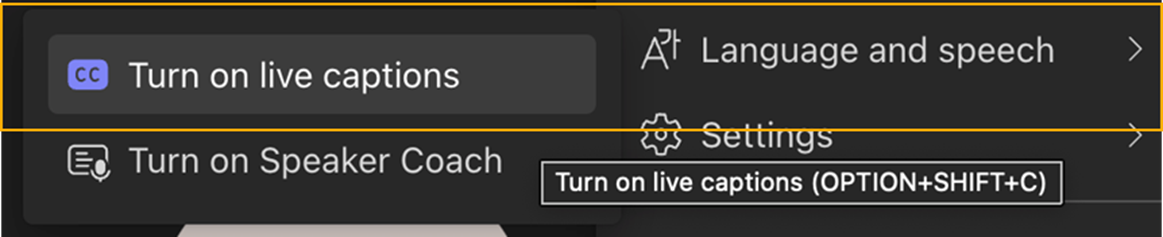 CC Turn on live captions
Turn on Speaker Coach
Language and speech
Settings
Turn on live captions (OPTION+SHIFT+C)